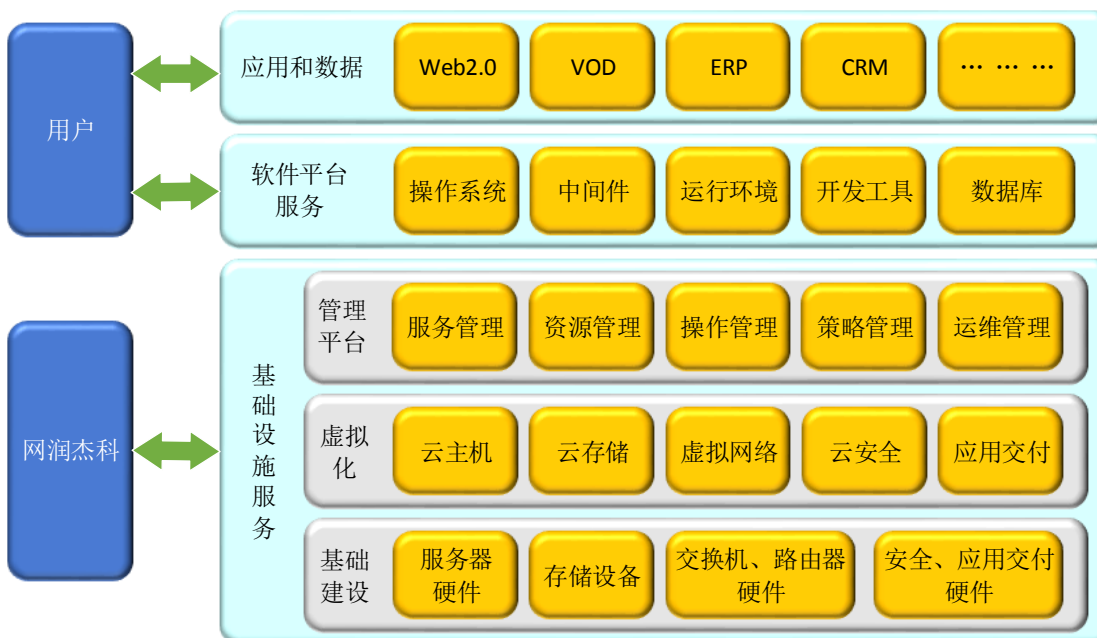 用户
应用和数据
Web2.0
VOD
ERP
CRM
… … …
软件平台
服务
操作系统
中间件
运行环境
开发工具
数据库
网润杰科
基
础
设
施
服
务
管理
平台
服务管理
资源管理
操作管理
策略管理
运维管理
虚拟
化
云主机
云存储
虚拟网络
云安全
应用交付
基础
建设
服务器
硬件
存储设备
交换机、路由器
硬件
安全、应用交付
硬件